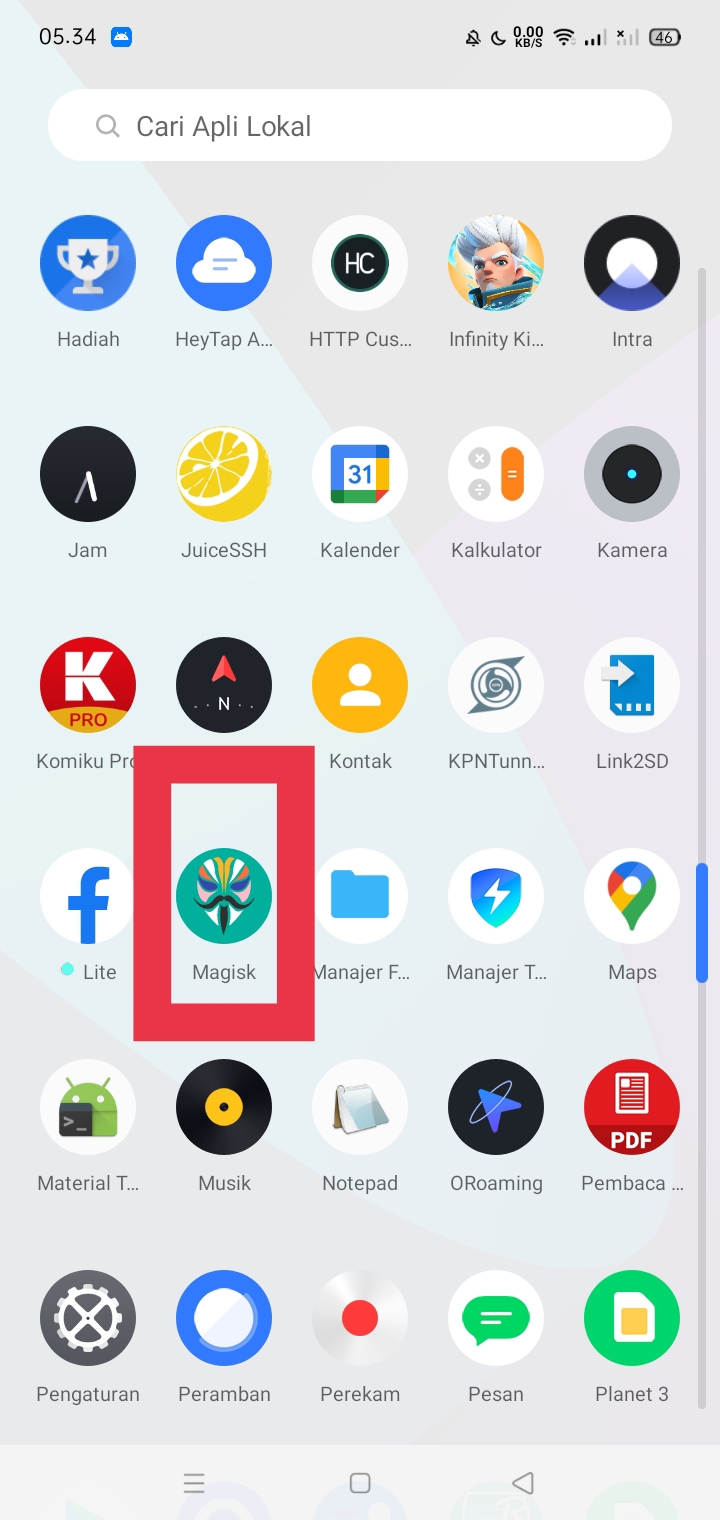 05.34
0.00
KB/S
46
Cari Apli Lokal
Hadiah
HeyTap A...
HC
HTTP Cus...
Infinity Ki...
Intra
Jam
JuiceSSH
31
Kalender
Kalkulator
Kamera
K
PRO
Komiku Pro
N
Kontak
KPNTunn...
Link2SD
Lite
Magisk
Manajer F...
Manajer T...
Maps
>_
Material T...
Musik
Notepad
ORoaming
PDF
Pembaca ...
Pengaturan
Peramban
Perekam
Pesan
Planet 3